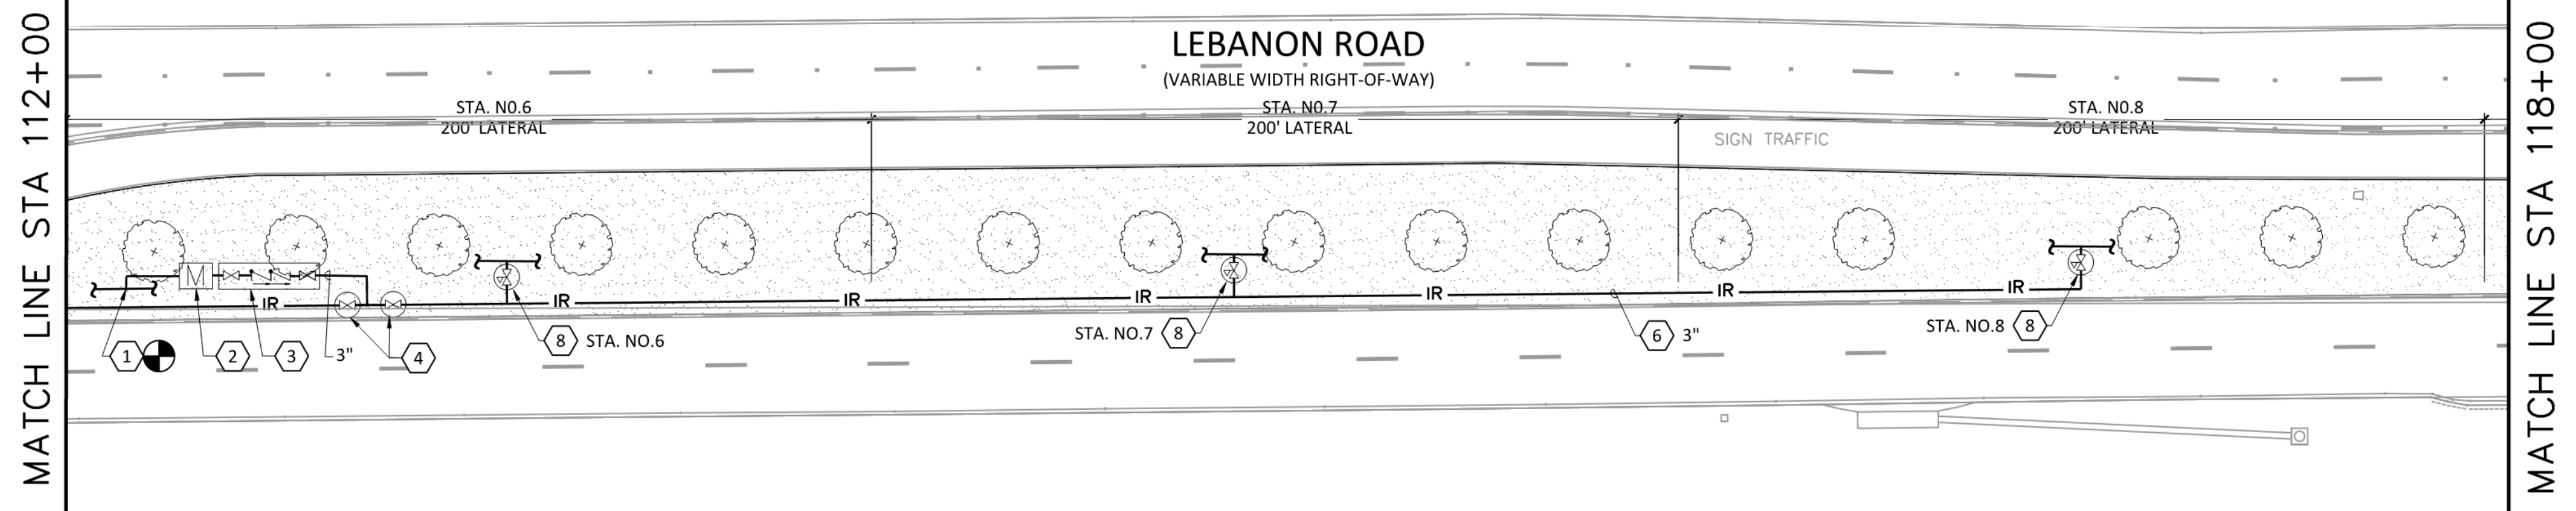 MATCH LINE STA 112+00
LEBANON ROAD
(VARIABLE WIDTH RIGHT-OF-WAY)
STA. N0.6
200' LATERAL
STA. N0.7
200' LATERAL
STA. N0.8
200' LATERAL
SIGN TRAFFIC
M
IR
IR
IR
IR
IR
IR
IR
1
2
3
3"
4
8 STA. NO.6
STA. NO.7 8
6 3"
STA. NO.8 8
MATCH LINE STA 118+00